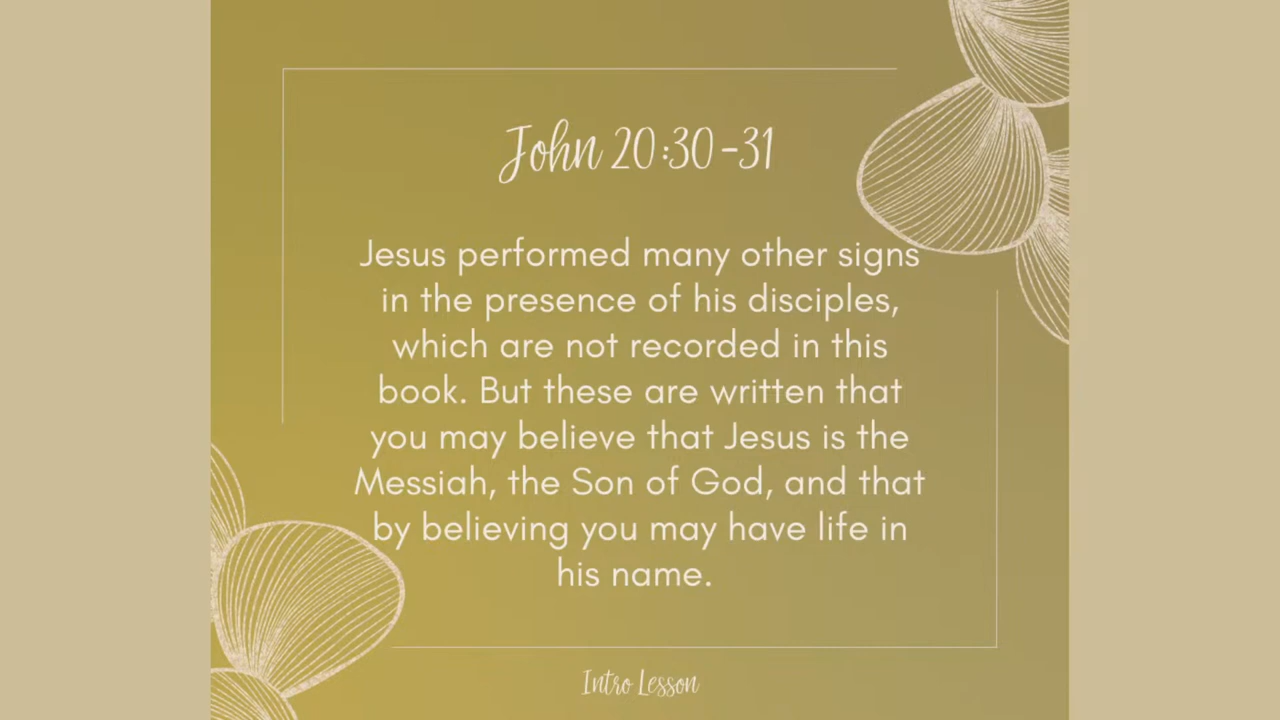 John 20:30-31
Jesus performed many other signs
in the presence of his disciples,
which are not recorded in this
book. But these are written that
you may believe that Jesus is the
Messiah, the Son of God, and that
by believing you may have life in
his name.
Intro Lesson